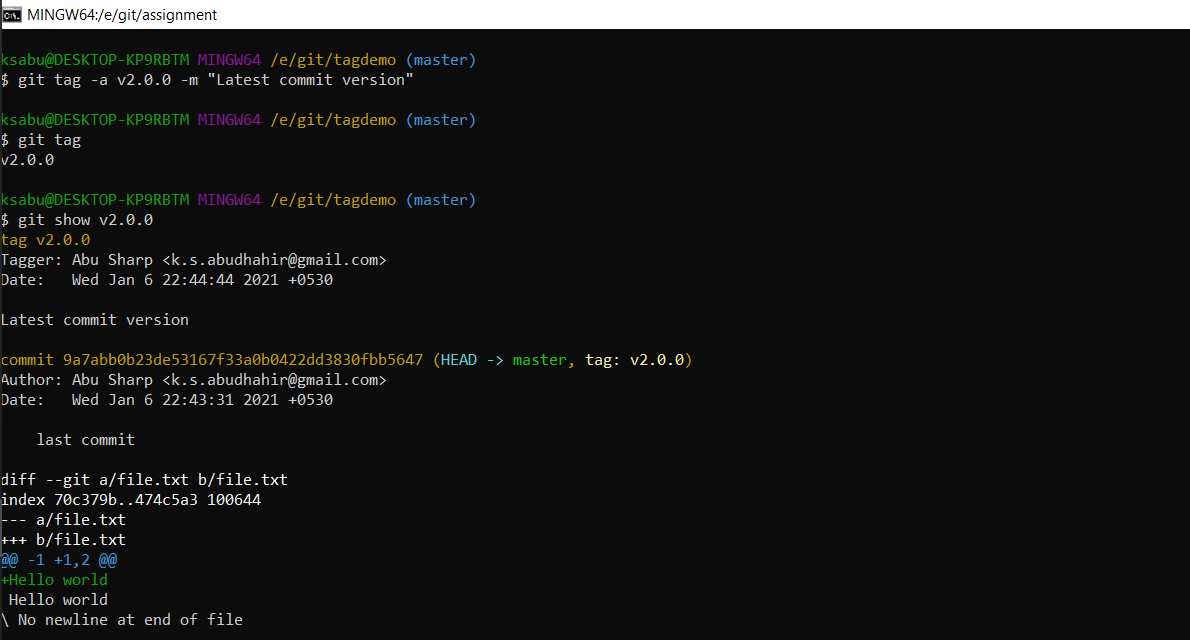 MINGW64:/e/git/assignment
ksabu@DESKTOP-KP9RBTM MINGW64 /e/git/tagdemo (master)
$ git tag -a v2.0.0 -m "Latest commit version"
ksabu@DESKTOP-KP9RBTM MINGW64 /e/git/tagdemo (master)
$ git tag
v2.0.0
ksabu@DESKTOP-KP9RBTM MINGW64 /e/git/tagdemo (master)
$ git show v2.0.0
tag v2.0.0
Tagger: Abu Sharp <k.s.abudhahir@gmail.com>
Date:   Wed Jan 6 22:44:44 2021 +0530
Latest commit version
commit 9a7abb0b23de53167f33a0b0422dd3830fbb5647 (HEAD -> master, tag: v2.0.0)
Author: Abu Sharp <k.s.abudhahir@gmail.com>
Date:   Wed Jan 6 22:43:31 2021 +0530
    last commit
diff --git a/file.txt b/file.txt
index 70c379b..474c5a3 100644
--- a/file.txt
+++ b/file.txt
@@ -1 +1,2 @@
+Hello world
 Hello world
\ No newline at end of file